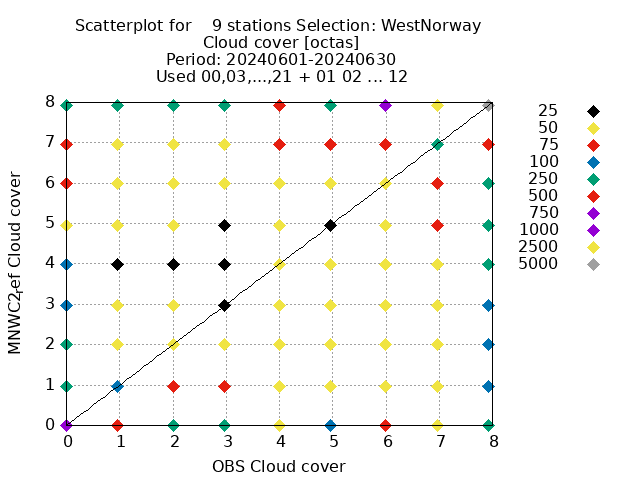 Scatterplot for 9 stations Selection: WestNorway
Cloud cover [octas]
Period: 20240601-20240630
Used 00,03,...,21 + 01 02 ... 12
8
7
6
5
4
3
2
1
0
MNWC2ref Cloud cover
0 1 2 3 4 5 6 7 8
OBS Cloud cover
25
50
75
100
250
500
750
1000
2500
5000